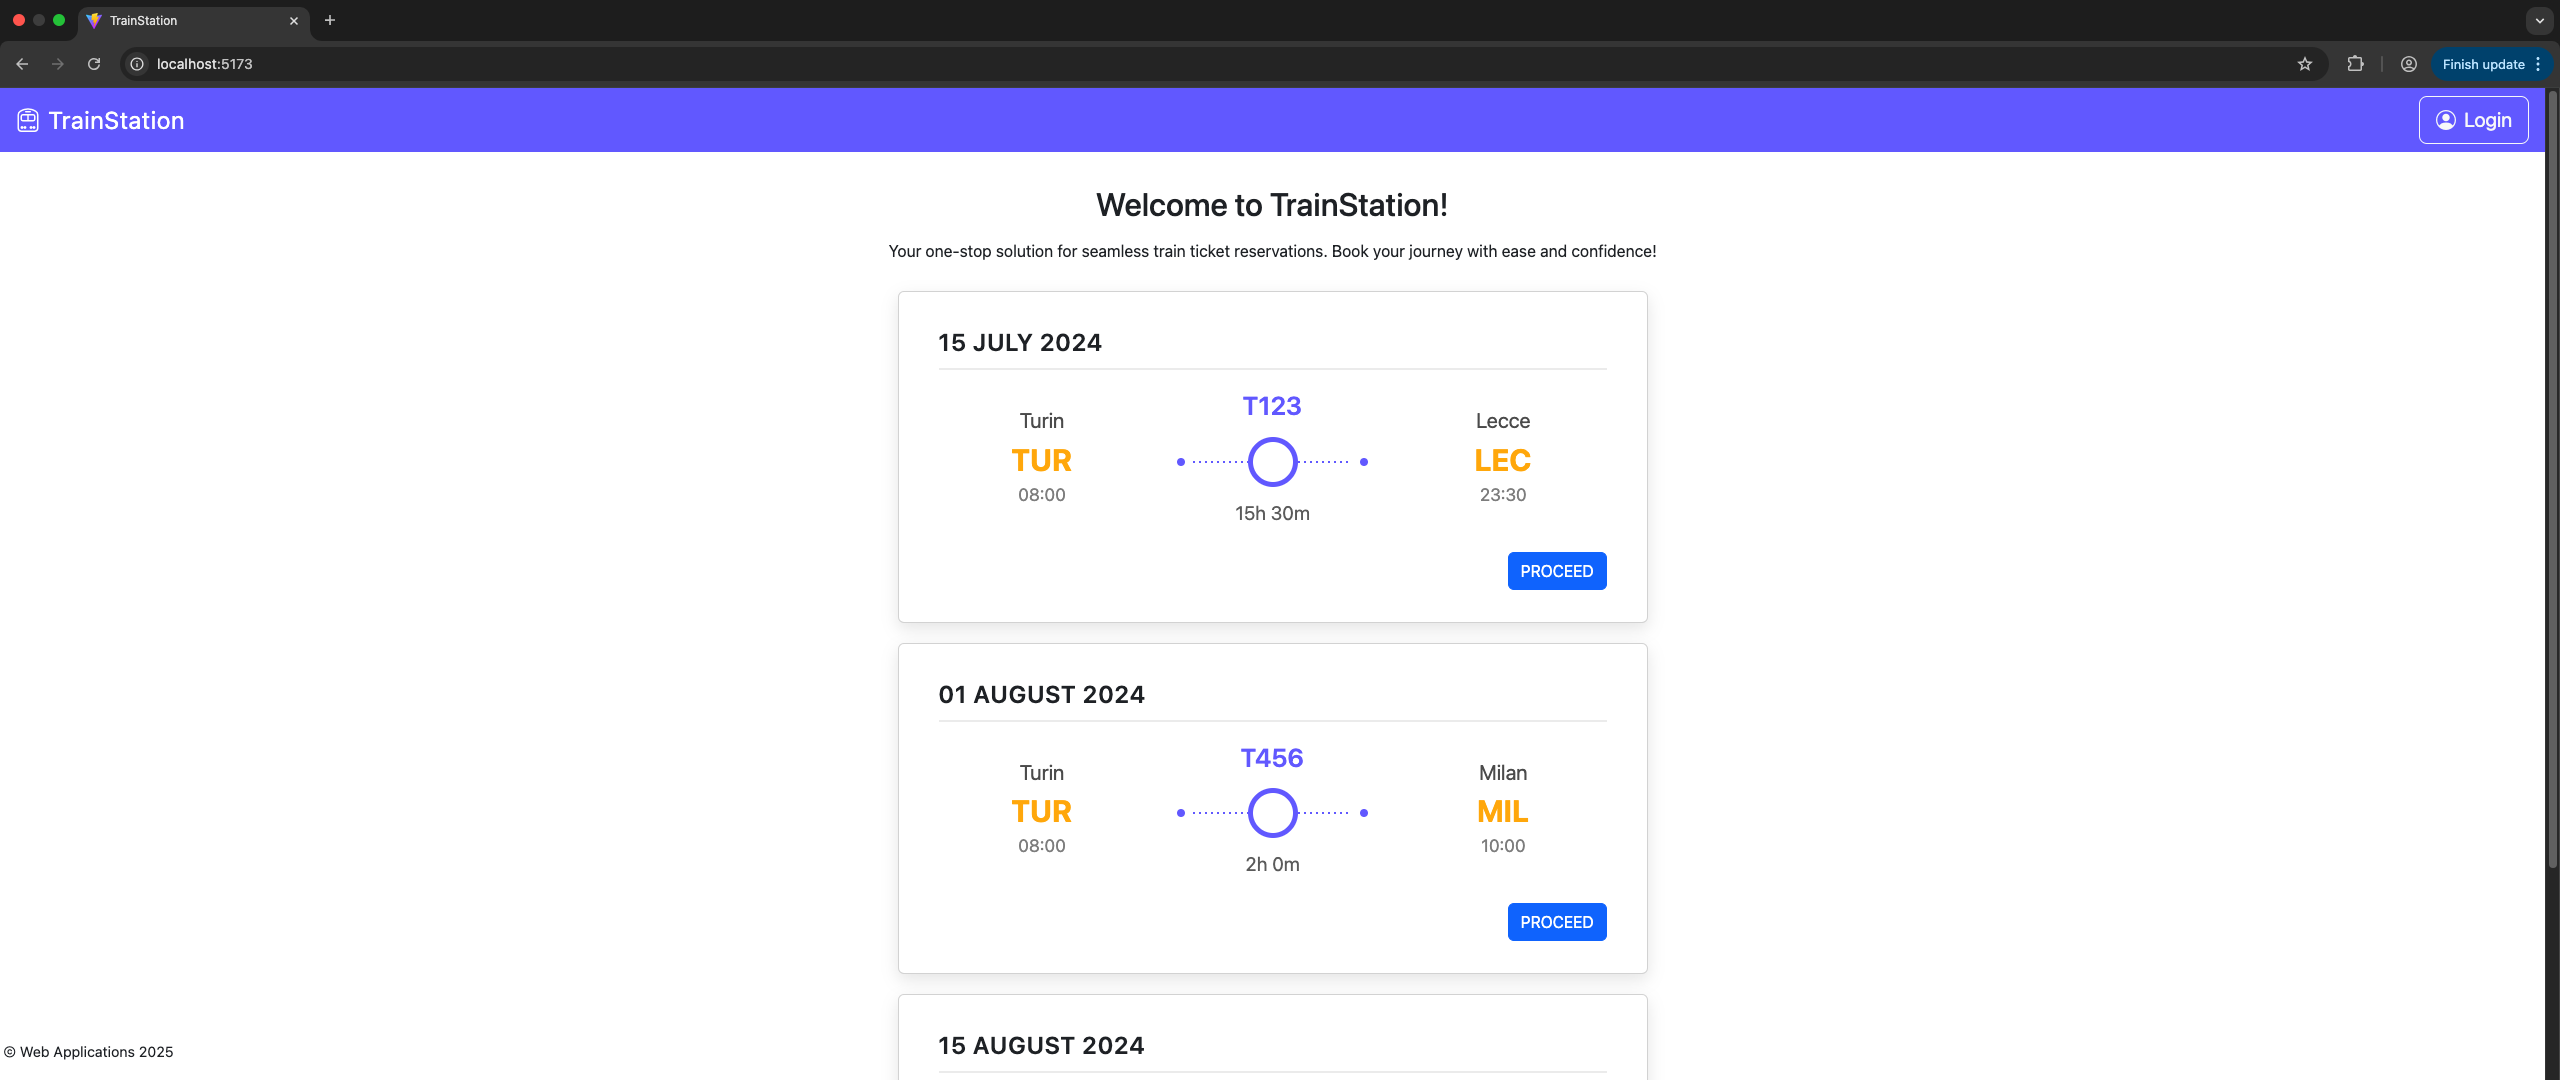 TrainStation
localhost:5173
Finish update
TrainStation
Login
Welcome to TrainStation!
Your one-stop solution for seamless train ticket reservations. Book your journey with ease and confidence!
15 JULY 2024
T123
Turin
Lecce
TUR
LEC
08:00
23:30
15h 30m
PROCEED
01 AUGUST 2024
T456
Turin
Milan
TUR
MIL
08:00
10:00
2h 0m
PROCEED
15 AUGUST 2024
© Web Applications 2025